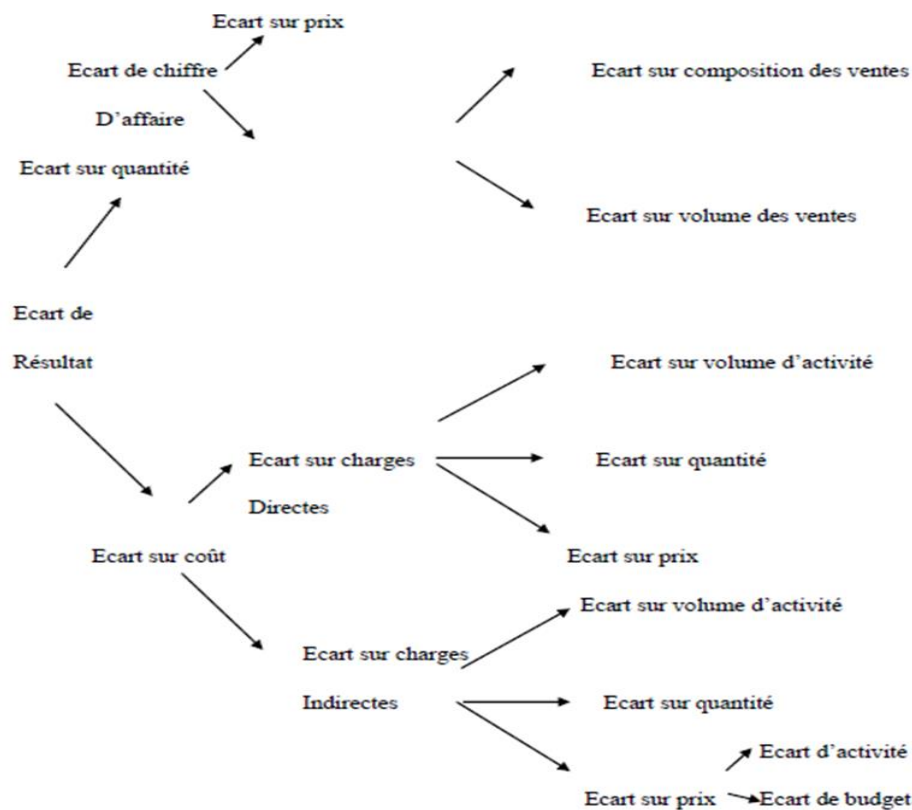 Ecart sur prix
Ecart de chiffre
Ecart sur composition des ventes
D'affaire
Ecart sur quantité
Ecart sur volume des ventes
Ecart de
Résultat
Ecart sur volume d'activité
Ecart sur charges
Ecart sur quantité
Directes
Ecart sur coût
Ecart sur prix
Ecart sur volume d'activité
Ecart sur charges
Indirectes
Ecart sur quantité
Ecart d'activité
Ecart sur prix
Ecart de budget